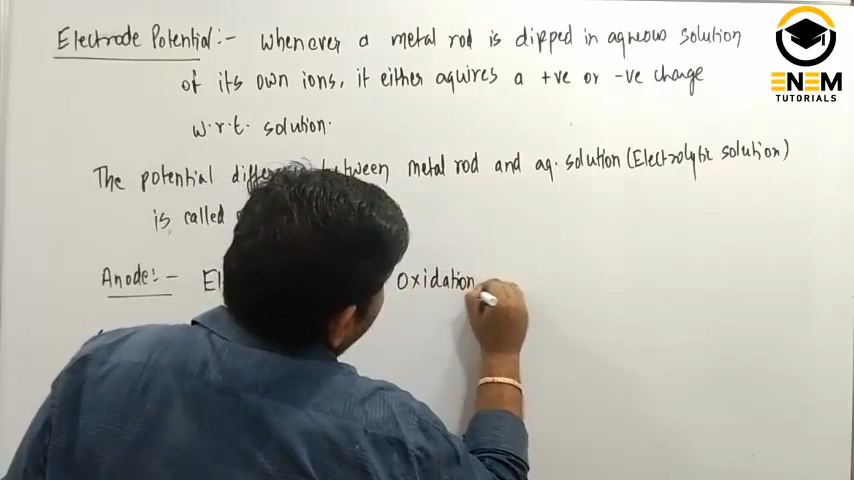 Electrode Potential:- Whenever a metal rod is dipped in aqueous solution
of its own ions, it either aquires a +ve or -ve charge
w.r.t. solution.
The potential between metal rod and aq. solution (Electrolytic solution)
is called
Anode:- Oxidation
ENEM
TUTORIALS